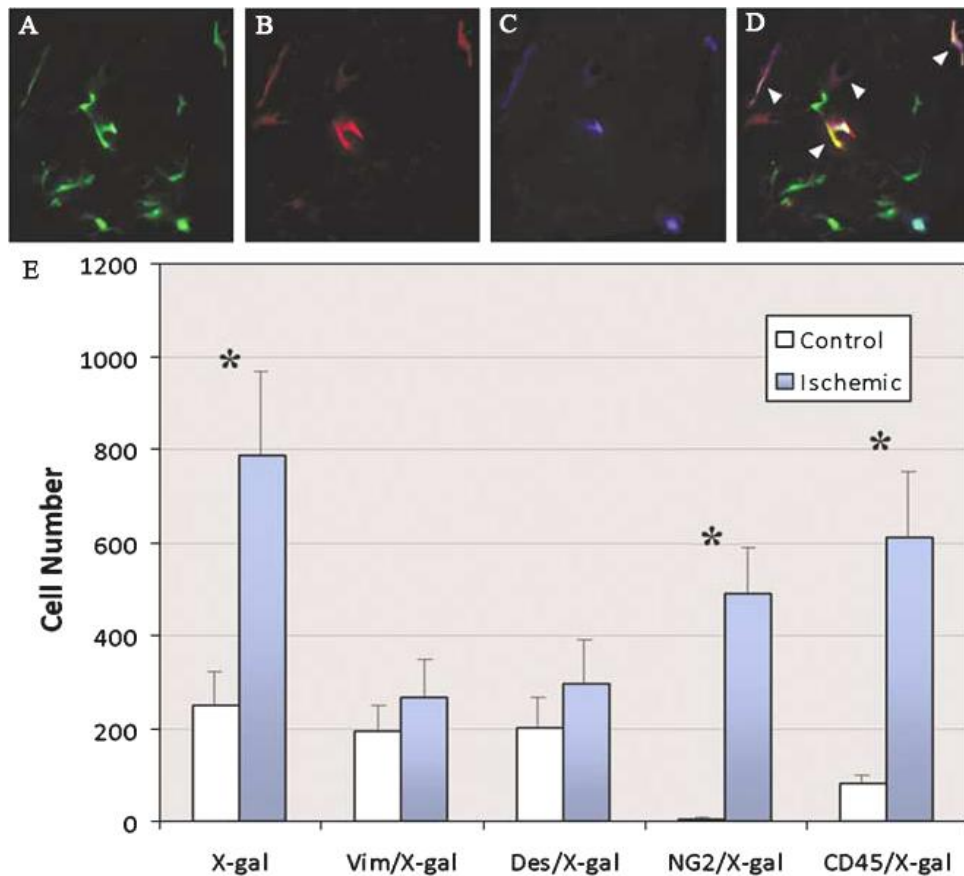 A B C D
E
1200
1000
800
600
400
200
0
Cell Number
*
*
*
Control
Ischemic
X-gal Vim/X-gal Des/X-gal NG2/X-gal CD45/X-gal